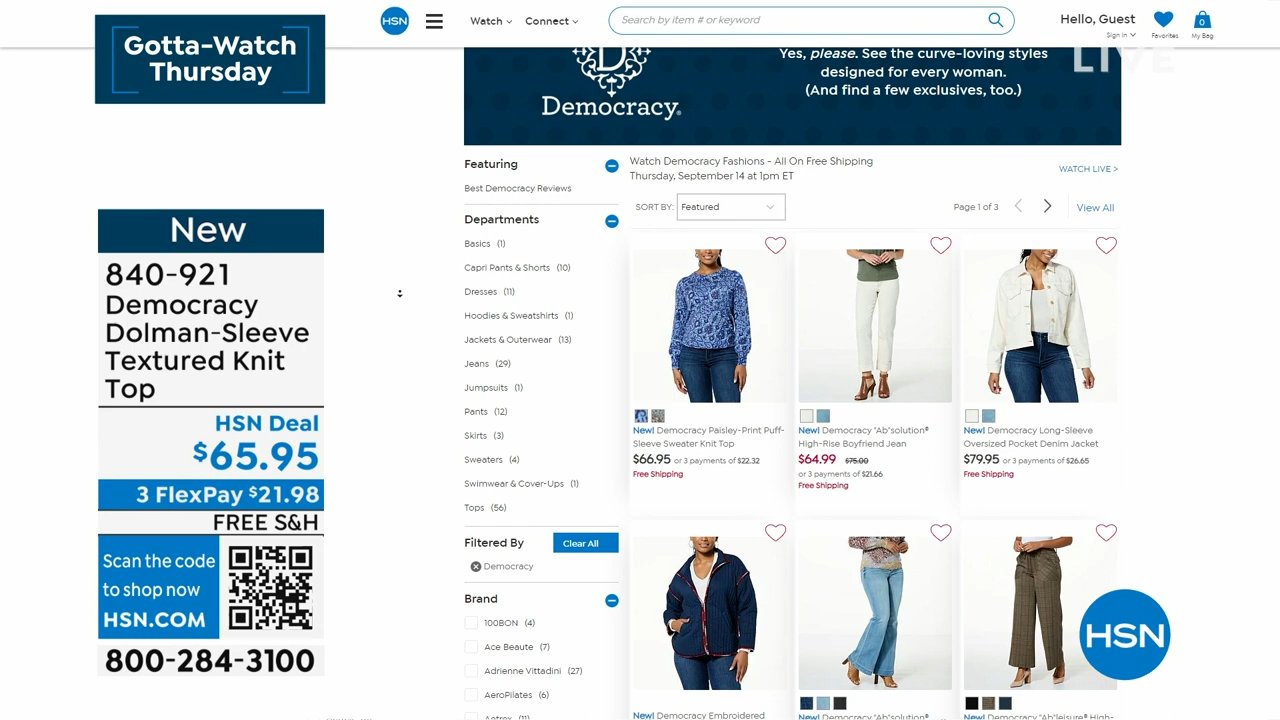 Gotta-Watch
Thursday
New
840-921
Democracy
Dolman-Sleeve
Textured Knit
Top
HSN Deal
$65.95
3 FlexPay $21.98
FREE S&H
Scan the code
to shop now
HSN.COM
800-284-3100
HSN
Watch
Connect
Search by item # or keyword
Hello, Guest
Sign In
Favorites
0
My Bag
LIVE
D
Democracy®
Yes, please. See the curve-loving styles
designed for every woman.
(And find a few exclusives, too.)
Featuring
Best Democracy Reviews
Departments
Basics (1)
Capri Pants & Shorts (10)
Dresses (11)
Hoodies & Sweatshirts (1)
Jackets & Outerwear (13)
Jeans (29)
Jumpsuits (1)
Pants (12)
Skirts (3)
Sweaters (4)
Swimwear & Cover-Ups (1)
Tops (56)
Filtered By
Clear All
Democracy
Brand
100BON (4)
Ace Beaute (7)
Adrienne Vittadini (27)
AeroPilates (6)
Watch Democracy Fashions - All On Free Shipping
Thursday, September 14 at 1pm ET
WATCH LIVE >
SORT BY: Featured
Page 1 of 3
View All
New! Democracy Paisley-Print Puff-
Sleeve Sweater Knit Top
$66.95 or 3 payments of $22.32
Free Shipping
New! Democracy "Ab"solution®
High-Rise Boyfriend Jean
$64.99 $75.00
or 3 payments of $21.66
Free Shipping
New! Democracy Long-Sleeve
Oversized Pocket Denim Jacket
$79.95 or 3 payments of $26.65
Free Shipping
New! Democracy Embroidered
New! Democracy "Ab"solution®
New! Democracy "Ab"leisure® High-
HSN